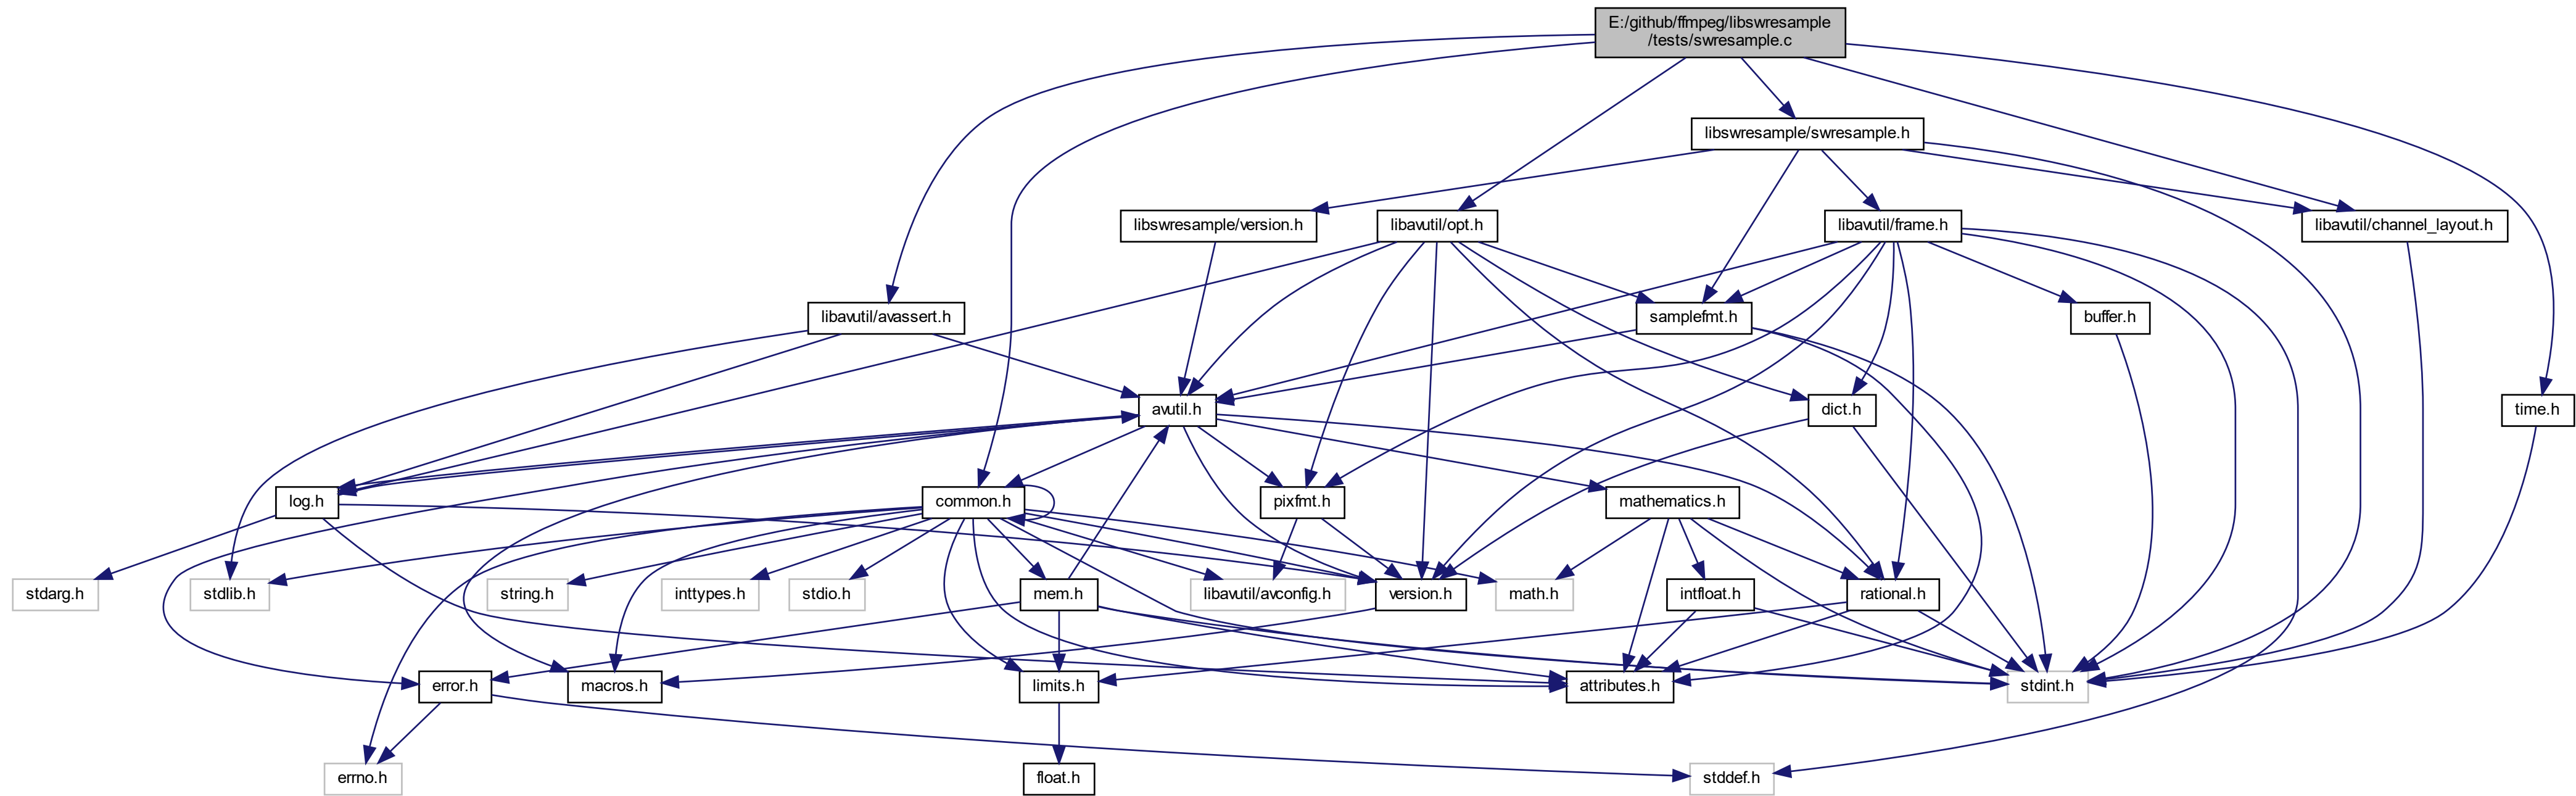 E:/github/ffmpeg/libswresample
/tests/swresample.c
libswresample/swresample.h
libswresample/version.h
libavutil/opt.h
libavutil/frame.h
libavutil/channel_layout.h
libavutil/avassert.h
samplefmt.h
buffer.h
avutil.h
dict.h
time.h
log.h
common.h
pixfmt.h
mathematics.h
stdarg.h
stdlib.h
string.h
inttypes.h
stdio.h
mem.h
libavutil/avconfig.h
version.h
math.h
intfloat.h
rational.h
error.h
macros.h
limits.h
attributes.h
stdint.h
errno.h
float.h
stddef.h